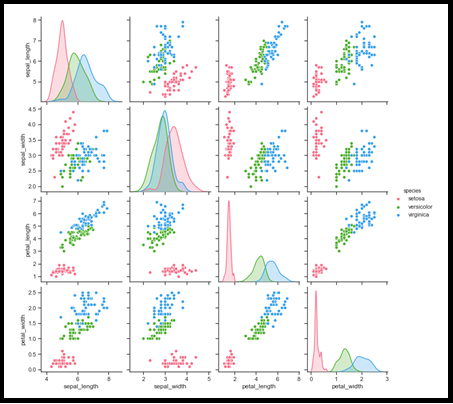 sepal_length
8
7
6
5
sepal_width
4.5
4.0
3.5
3.0
2.5
2.0
species
setosa
versicolor
virginica
petal_length
7
6
5
4
3
2
1
petal_width
2.5
2.0
1.5
1.0
0.5
0.0
4 6 8 2 3 4 5 2 4 6 8 0 1 2 3
sepal_length sepal_width petal_length petal_width